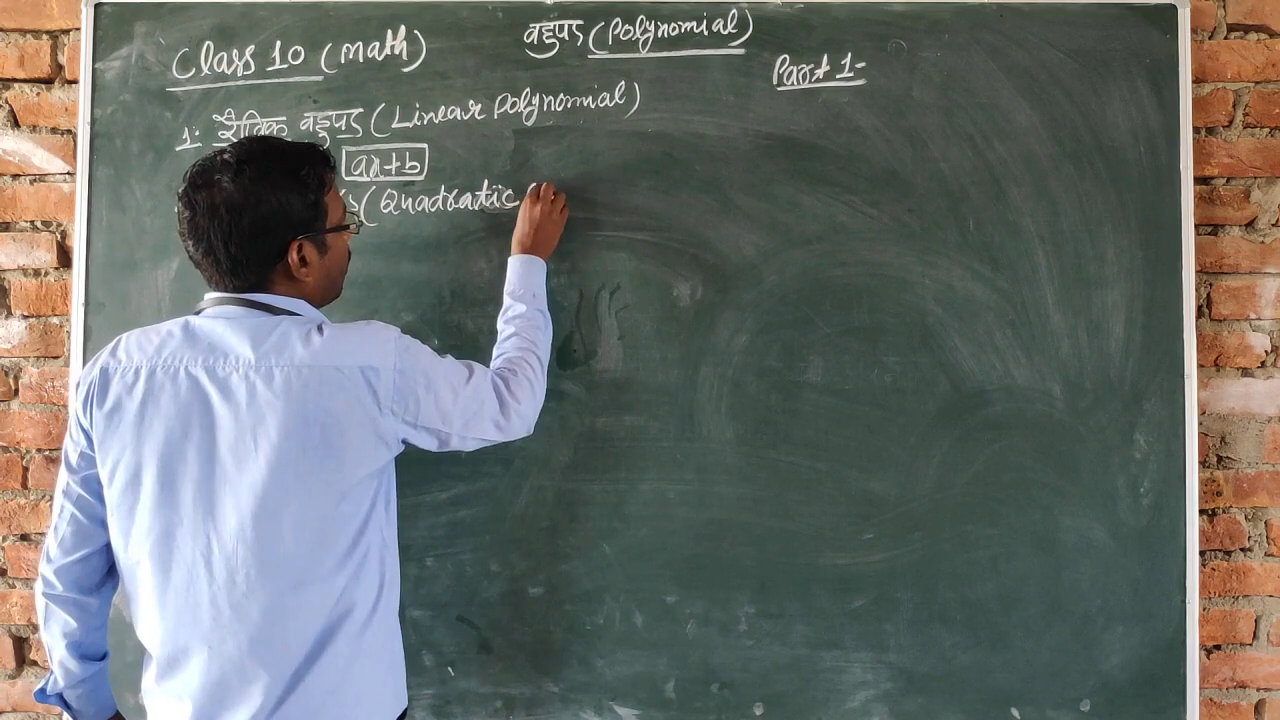 Class 10 (Math) बहुपद (Polynomial)
Part 1-
1: रैखिक बहुपद (Linear Polynomial)
ax+b
(Quadratic